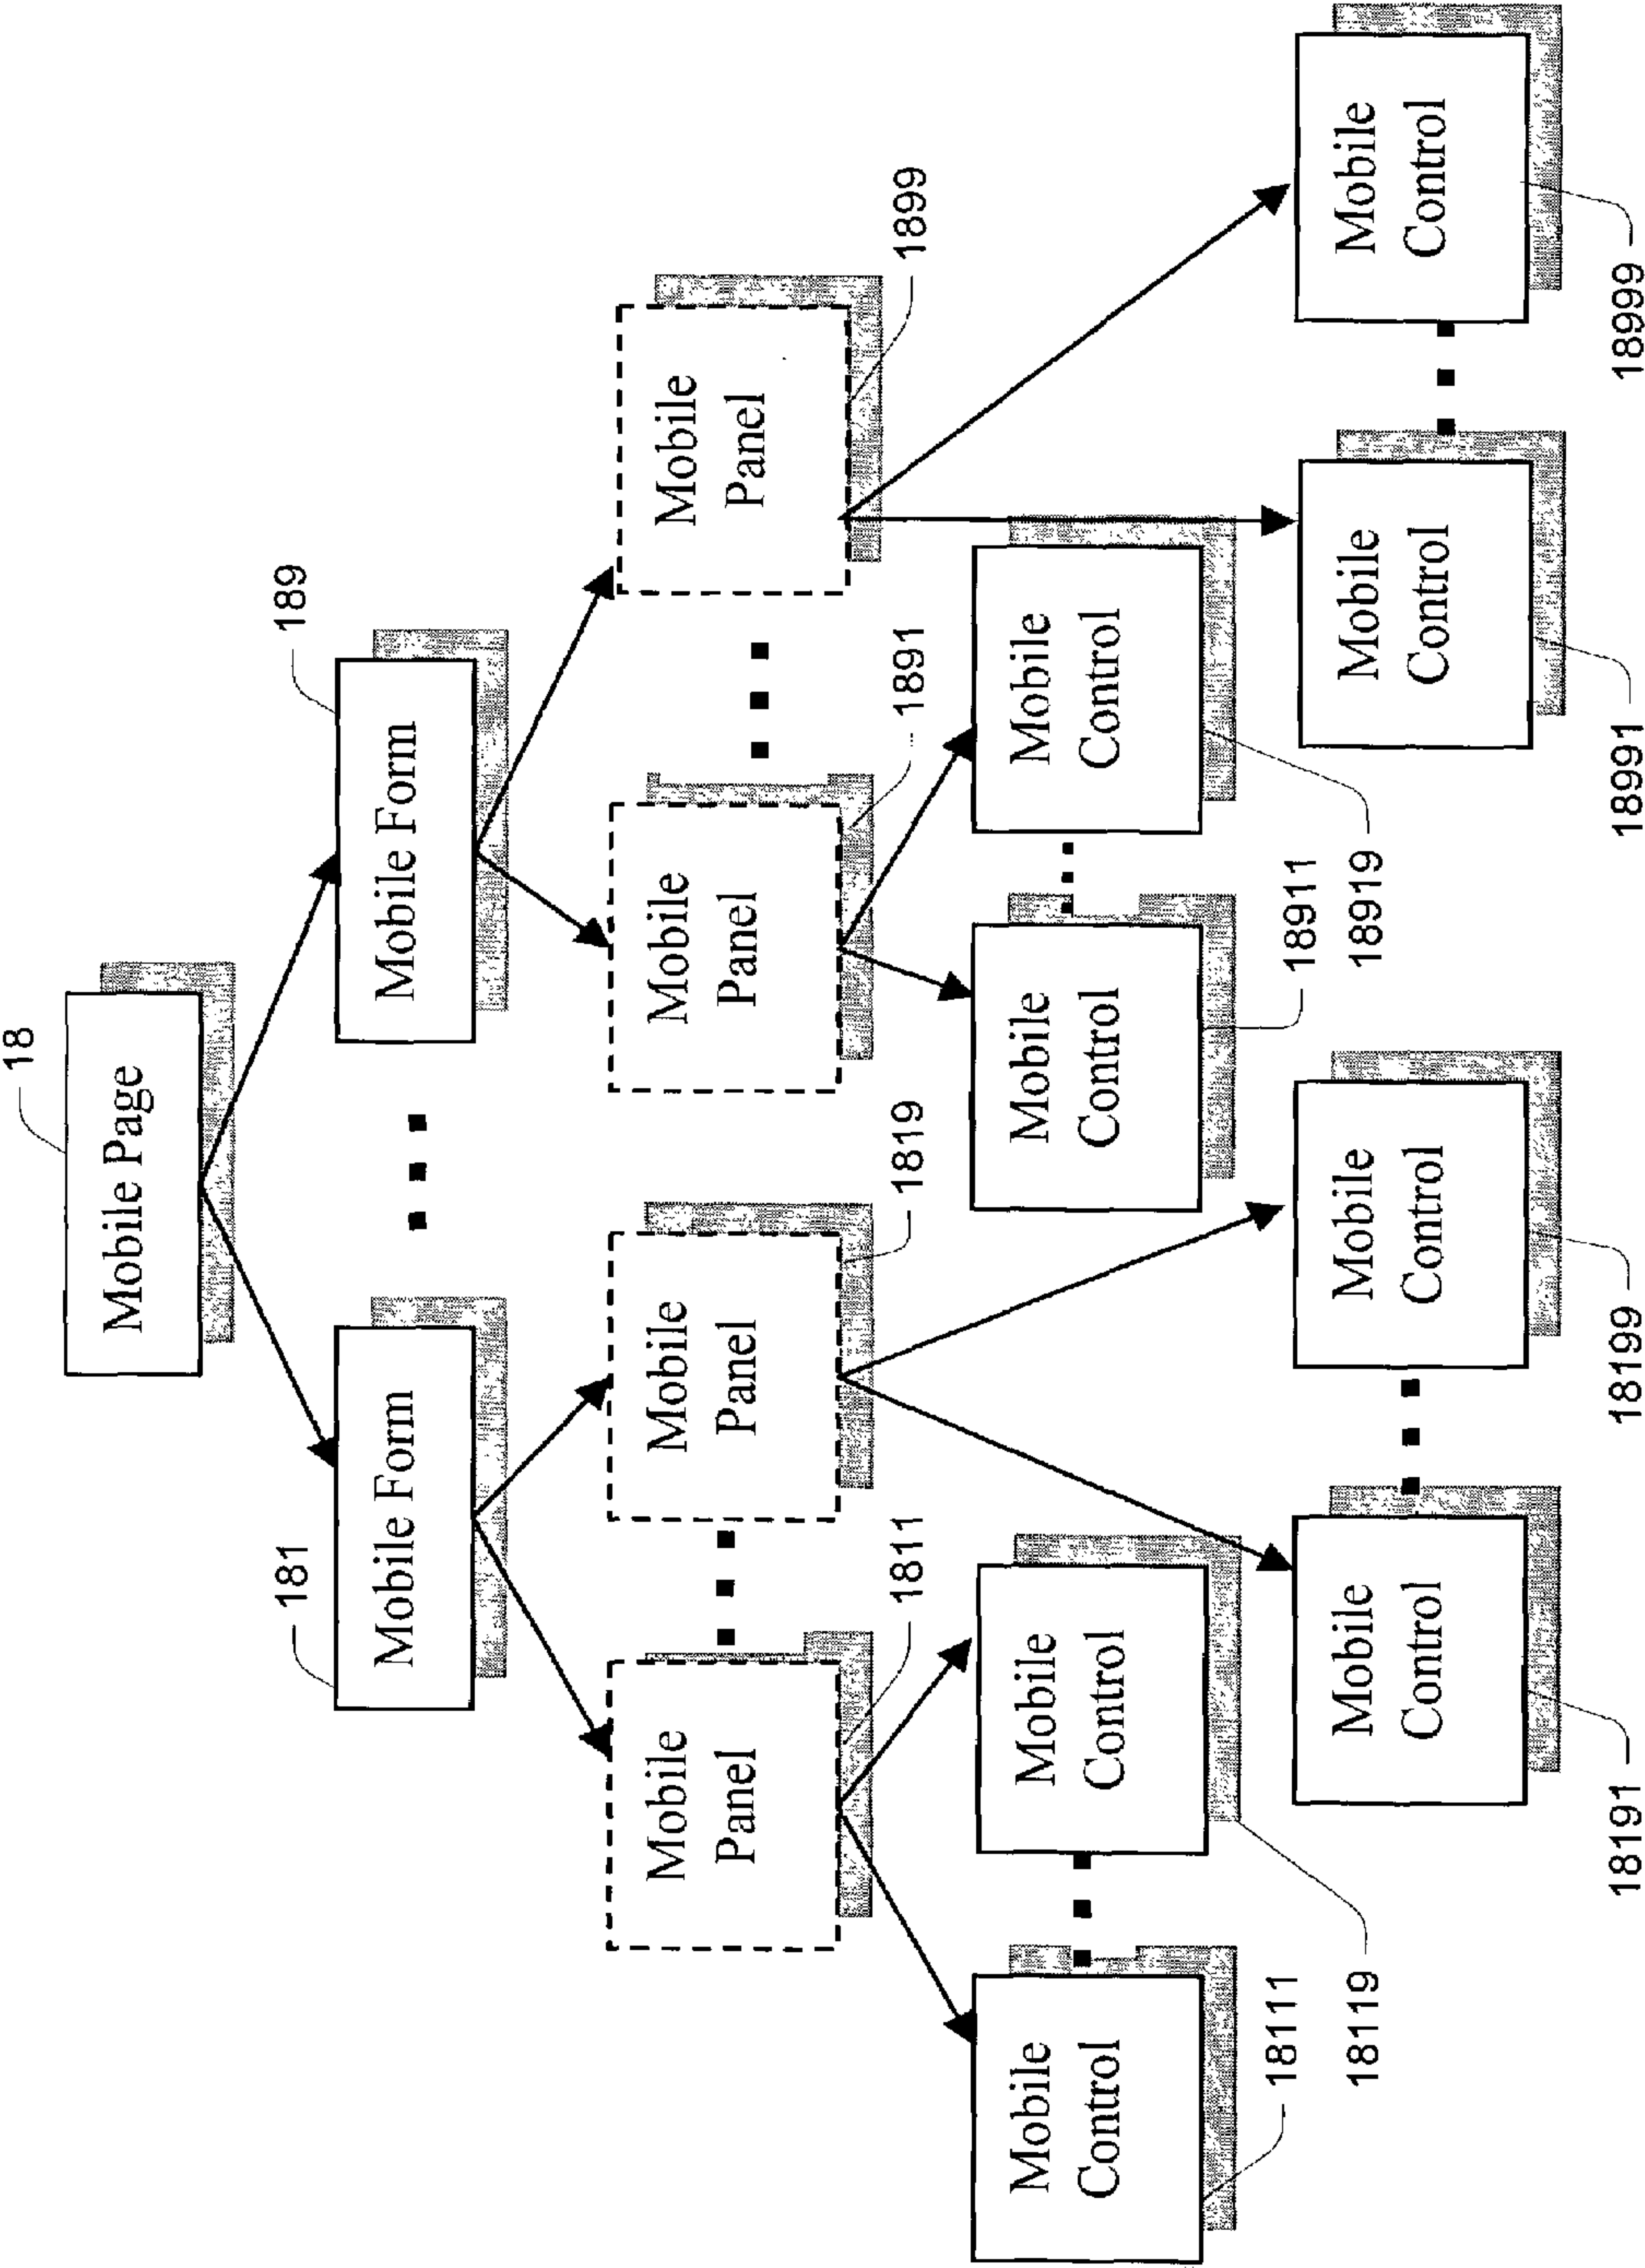 18
Mobile Page
181
Mobile Form
189
Mobile Form
Mobile
Panel
1811
Mobile
Panel
1819
Mobile
Panel
1891
Mobile
Panel
1899
Mobile
Control
18111
Mobile
Control
18119
Mobile
Control
18911
Mobile
Control
18919
Mobile
Control
18191
Mobile
Control
18199
Mobile
Control
18991
Mobile
Control
18999